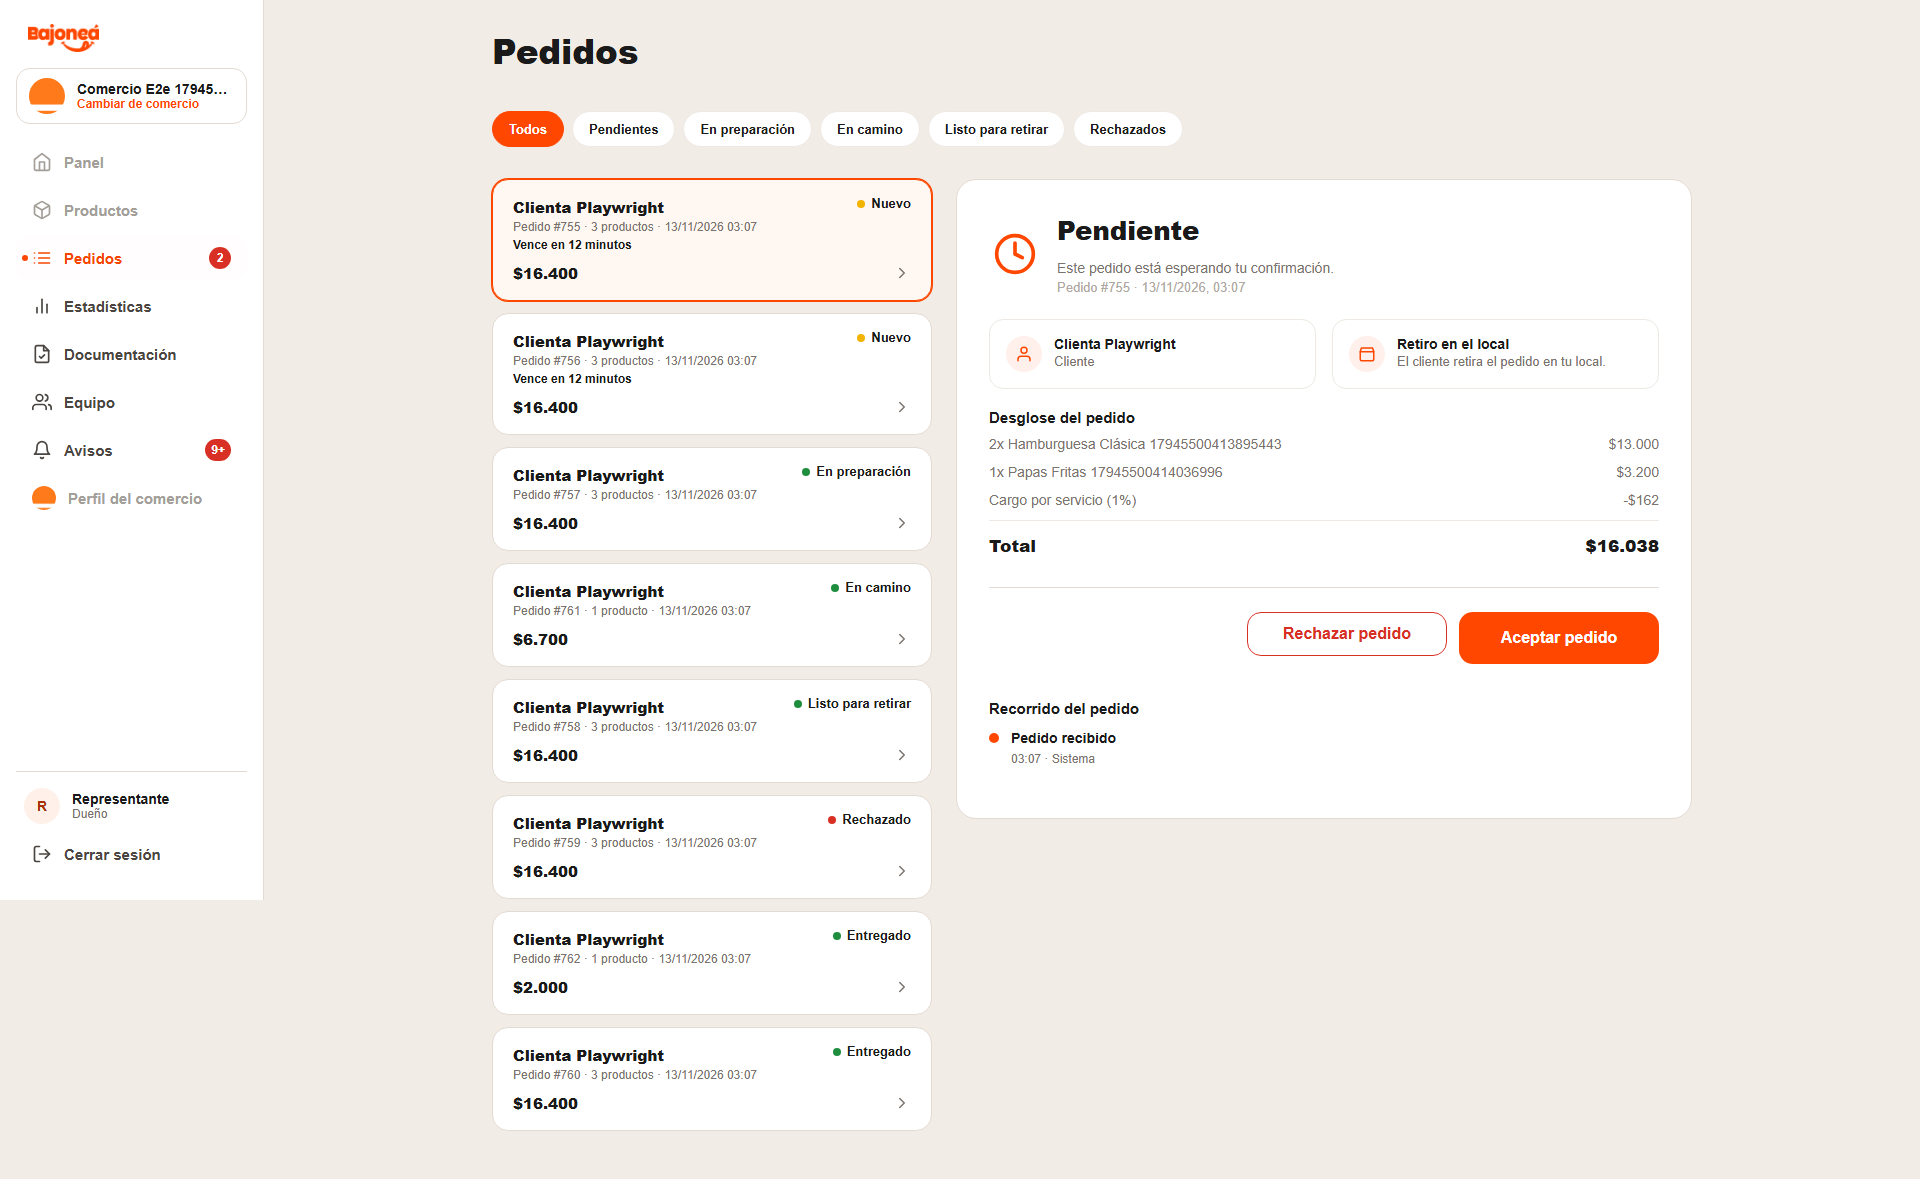 Bajoneá
Comercio E2e 17945...
Cambiar de comercio
Panel
Productos
Pedidos
2
Estadísticas
Documentación
Equipo
Avisos
9+
Perfil del comercio
R
Representante
Dueño
Cerrar sesión
Pedidos
Todos
Pendientes
En preparación
En camino
Listo para retirar
Rechazados
Clienta Playwright
Nuevo
Pedido #755 · 3 productos · 13/11/2026 03:07
Vence en 12 minutos
$16.400
Clienta Playwright
Nuevo
Pedido #756 · 3 productos · 13/11/2026 03:07
Vence en 12 minutos
$16.400
Clienta Playwright
En preparación
Pedido #757 · 3 productos · 13/11/2026 03:07
$16.400
Clienta Playwright
En camino
Pedido #761 · 1 producto · 13/11/2026 03:07
$6.700
Clienta Playwright
Listo para retirar
Pedido #758 · 3 productos · 13/11/2026 03:07
$16.400
Clienta Playwright
Rechazado
Pedido #759 · 3 productos · 13/11/2026 03:07
$16.400
Clienta Playwright
Entregado
Pedido #762 · 1 producto · 13/11/2026 03:07
$2.000
Clienta Playwright
Entregado
Pedido #760 · 3 productos · 13/11/2026 03:07
$16.400
Pendiente
Este pedido está esperando tu confirmación.
Pedido #755 · 13/11/2026, 03:07
Clienta Playwright
Cliente
Retiro en el local
El cliente retira el pedido en tu local.
Desglose del pedido
2x Hamburguesa Clásica 17945500413895443 $13.000
1x Papas Fritas 17945500414036996 $3.200
Cargo por servicio (1%) -$162
Total $16.038
Rechazar pedido
Aceptar pedido
Recorrido del pedido
Pedido recibido
03:07 · Sistema